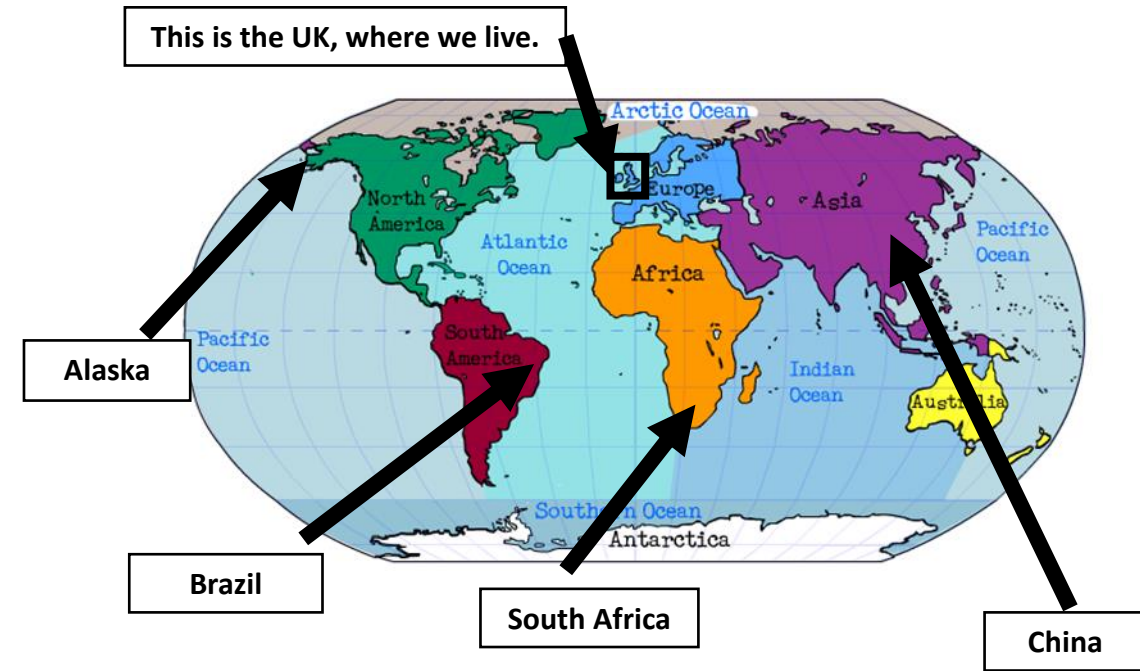 This is the UK, where we live.
Arctic Ocean
North
America
Europe
Asia
Atlantic
Ocean
Pacific
Ocean
Africa
Pacific
Ocean
South
America
Indian
Ocean
Australia
Alaska
Southern Ocean
Antarctica
Brazil
South Africa
China